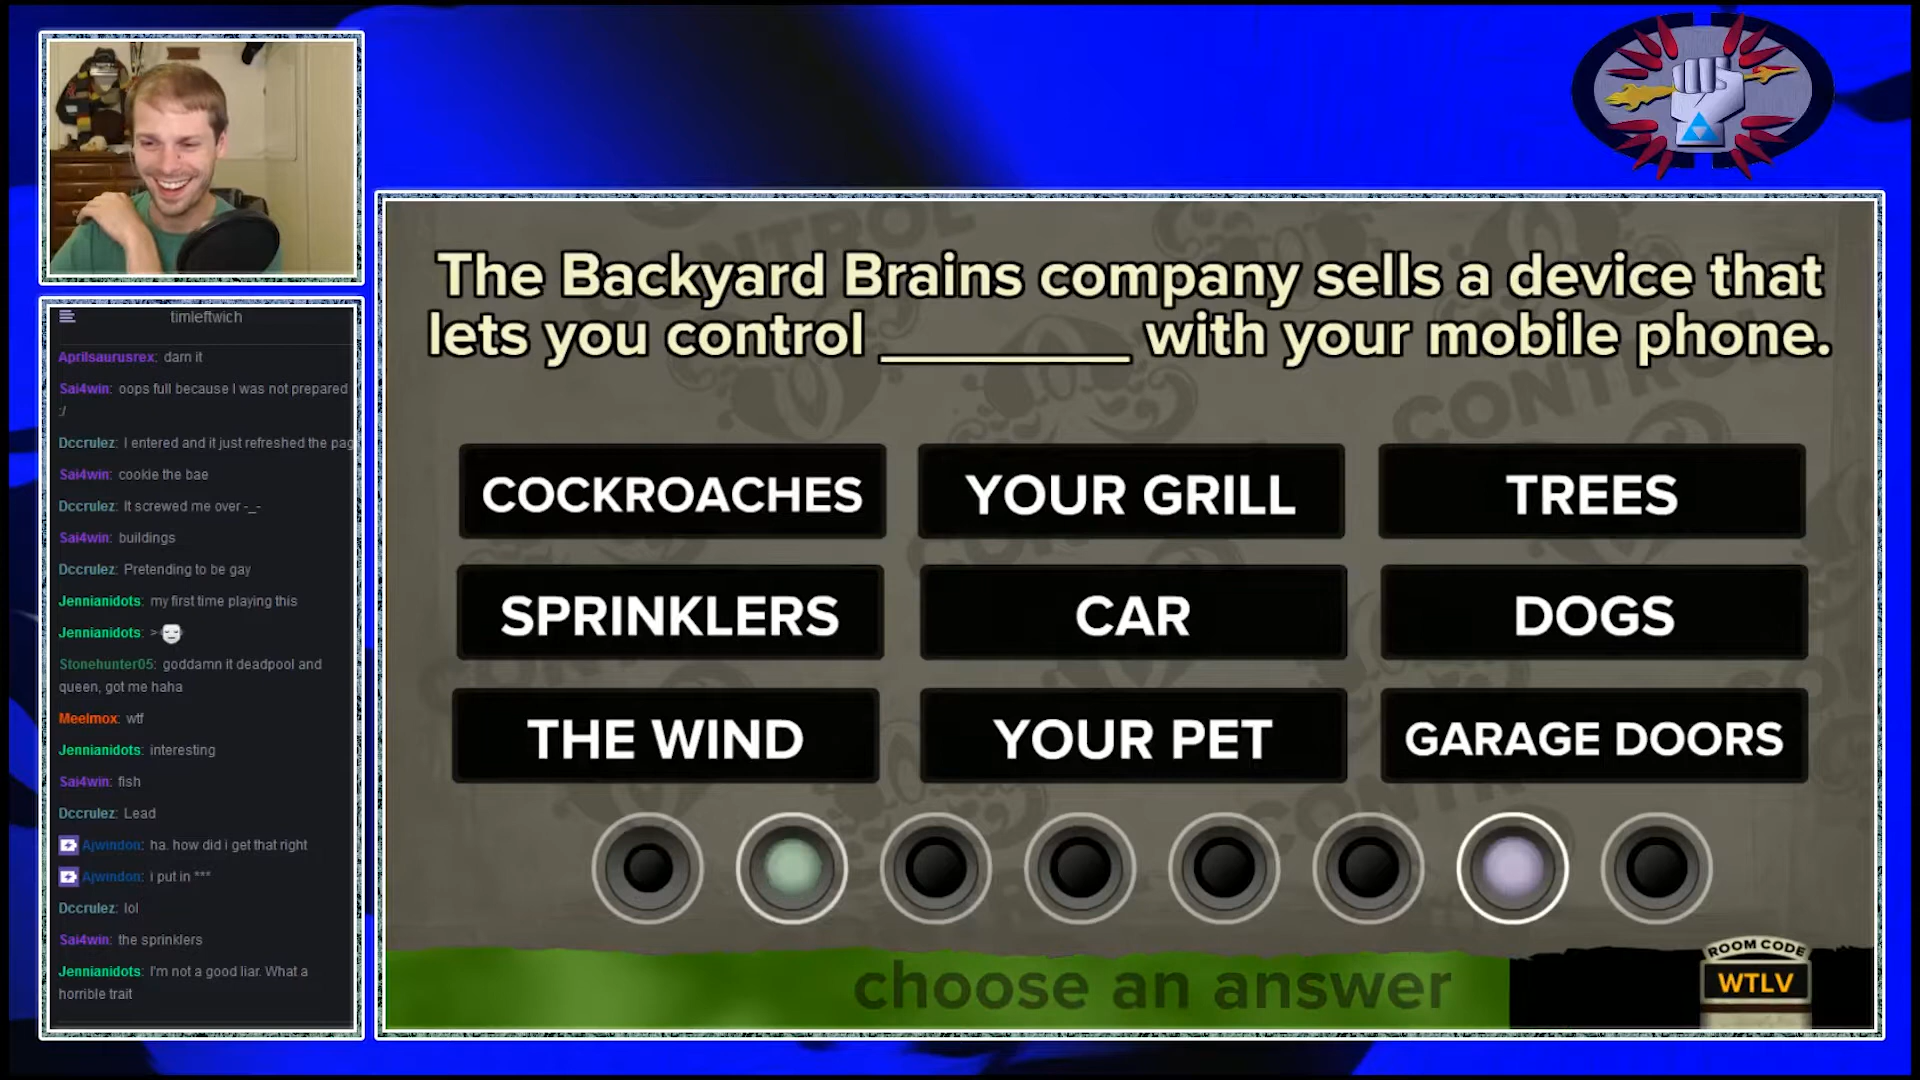 timleftwich
Aprilsaurusrex: darn it
Sai4win: oops full because I was not prepared
:/
Dccrulez: I entered and it just refreshed the pag
Sai4win: cookie the bae
Dccrulez: It screwed me over -_-
Sai4win: buildings
Dccrulez: Pretending to be gay
Jennianidots: my first time playing this
Jennianidots: >
Stonehunter05: goddamn it deadpool and
queen, got me haha
Meelmox: wtf
Jennianidots: interesting
Sai4win: fish
Dccrulez: Lead
Ajwindon: ha. how did i get that right
Ajwindon: i put in ***
Dccrulez: lol
Sai4win: the sprinklers
Jennianidots: I'm not a good liar. What a
horrible trait
The Backyard Brains company sells a device that
lets you control ________ with your mobile phone.
COCKROACHES YOUR GRILL TREES
SPRINKLERS CAR DOGS
THE WIND YOUR PET GARAGE DOORS
choose an answer
ROOM CODE
WTLV